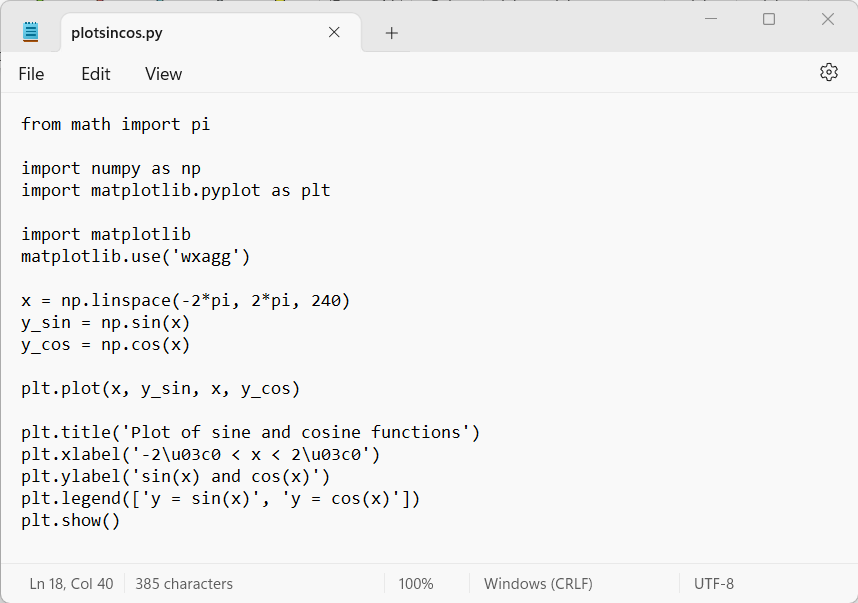 plotsincos.py
File Edit View
from math import pi
import numpy as np
import matplotlib.pyplot as plt
import matplotlib
matplotlib.use('wxagg')
x = np.linspace(-2*pi, 2*pi, 240)
y_sin = np.sin(x)
y_cos = np.cos(x)
plt.plot(x, y_sin, x, y_cos)
plt.title('Plot of sine and cosine functions')
plt.xlabel('-2\u03c0 < x < 2\u03c0')
plt.ylabel('sin(x) and cos(x)')
plt.legend(['y = sin(x)', 'y = cos(x)'])
plt.show()
Ln 18, Col 40 385 characters 100% Windows (CRLF) UTF-8